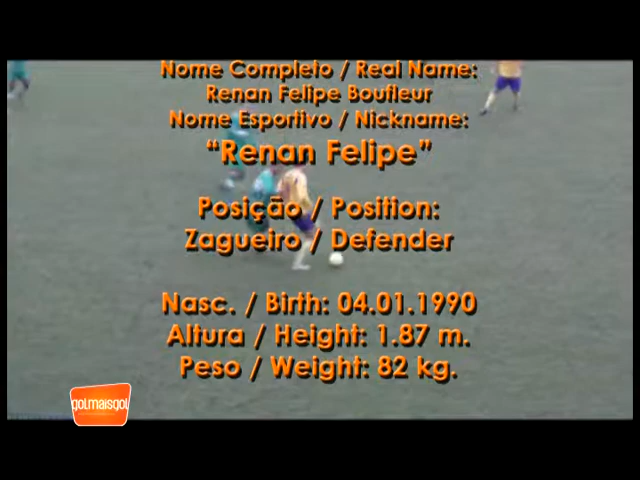 Nome Completo / Real Name:
Renan Felipe Boufleur
Nome Esportivo / Nickname:
“Renan Felipe”
Posição / Position:
Zagueiro / Defender
Nasc. / Birth: 04.01.1990
Altura / Height: 1.87 m.
Peso / Weight: 82 kg.
golmaisgol